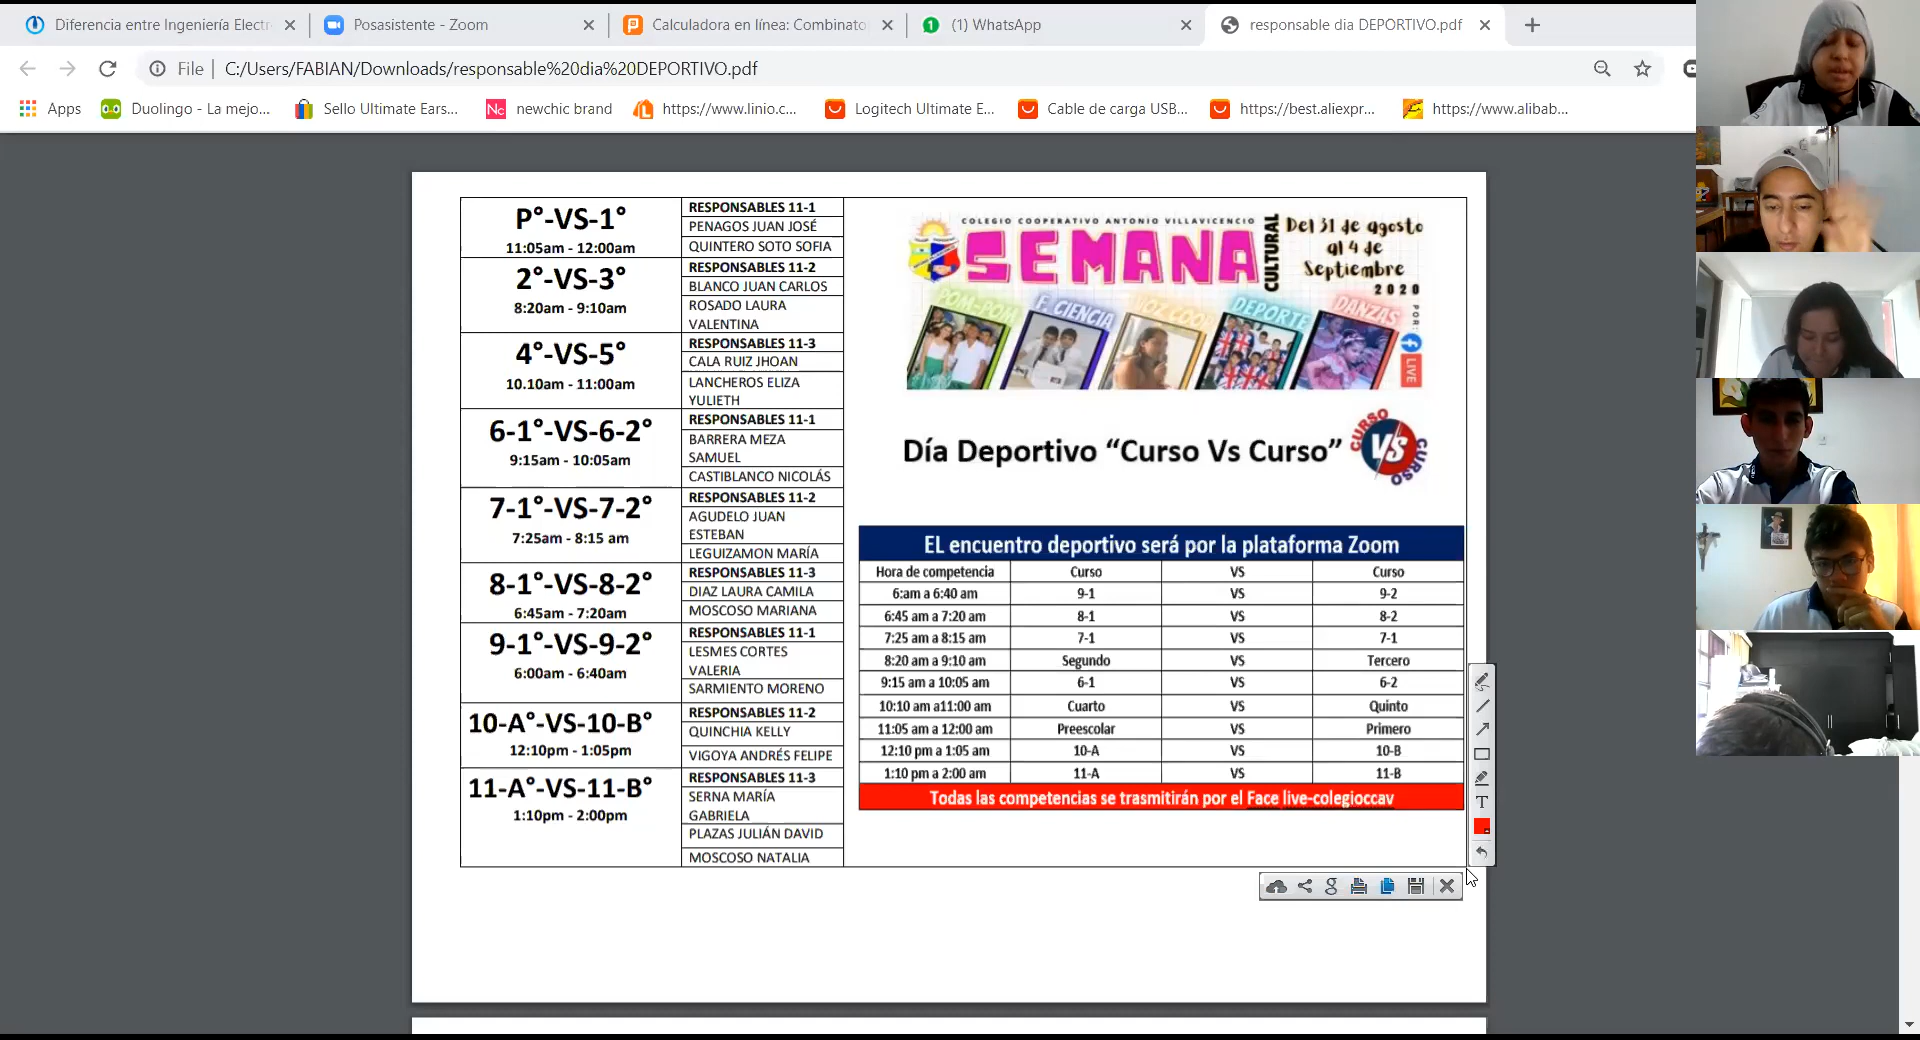 Diferencia entre Ingeniería Electr
Posasistente - Zoom
Calculadora en línea: Combinato
(1) WhatsApp
responsable dia DEPORTIVO.pdf
File
C:/Users/FABIAN/Downloads/responsable%20dia%20DEPORTIVO.pdf
Apps
Duolingo - La mejo...
Sello Ultimate Ears...
newchic brand
https://www.linio.c...
Logitech Ultimate E...
Cable de carga USB...
https://best.aliexpr...
https://www.alibab...
P°-VS-1°
11:05am - 12:00am
RESPONSABLES 11-1
PENAGOS JUAN JOSÉ
QUINTERO SOTO SOFIA
2°-VS-3°
8:20am - 9:10am
RESPONSABLES 11-2
BLANCO JUAN CARLOS
ROSADO LAURA
VALENTINA
4°-VS-5°
10.10am - 11:00am
RESPONSABLES 11-3
CALA RUIZ JHOAN
LANCHEROS ELIZA
YULIETH
6-1°-VS-6-2°
9:15am - 10:05am
RESPONSABLES 11-1
BARRERA MEZA
SAMUEL
CASTIBLANCO NICOLÁS
7-1°-VS-7-2°
7:25am - 8:15 am
RESPONSABLES 11-2
AGUDELO JUAN
ESTEBAN
LEGUIZAMON MARÍA
8-1°-VS-8-2°
6:45am - 7:20am
RESPONSABLES 11-3
DIAZ LAURA CAMILA
MOSCOSO MARIANA
9-1°-VS-9-2°
6:00am - 6:40am
RESPONSABLES 11-1
LESMES CORTES
VALERIA
SARMIENTO MORENO
10-A°-VS-10-B°
12:10pm - 1:05pm
RESPONSABLES 11-2
QUINCHIA KELLY
VIGOYA ANDRÉS FELIPE
11-A°-VS-11-B°
1:10pm - 2:00pm
RESPONSABLES 11-3
SERNA MARÍA
GABRIELA
PLAZAS JULIÁN DAVID
MOSCOSO NATALIA
COLEGIO COOPERATIVO ANTONIO VILLAVICENCIO
SEMANA
CULTURAL
Del 31 de agosto
al 4 de
Septiembre
2020
POM-POM
F. CIENCIA
DEPORTE
DANZAS
POR:
LIVE
Día Deportivo “Curso Vs Curso”
CURSO
VS
CURSO
EL encuentro deportivo será por la plataforma Zoom
Hora de competencia Curso VS Curso
6:am a 6:40 am 9-1 VS 9-2
6:45 am a 7:20 am 8-1 VS 8-2
7:25 am a 8:15 am 7-1 VS 7-1
8:20 am a 9:10 am Segundo VS Tercero
9:15 am a 10:05 am 6-1 VS 6-2
10:10 am a11:00 am Cuarto VS Quinto
11:05 am a 12:00 am Preescolar VS Primero
12:10 pm a 1:05 am 10-A VS 10-B
1:10 pm a 2:00 am 11-A VS 11-B
Todas las competencias se trasmitirán por el Face live-colegioccav